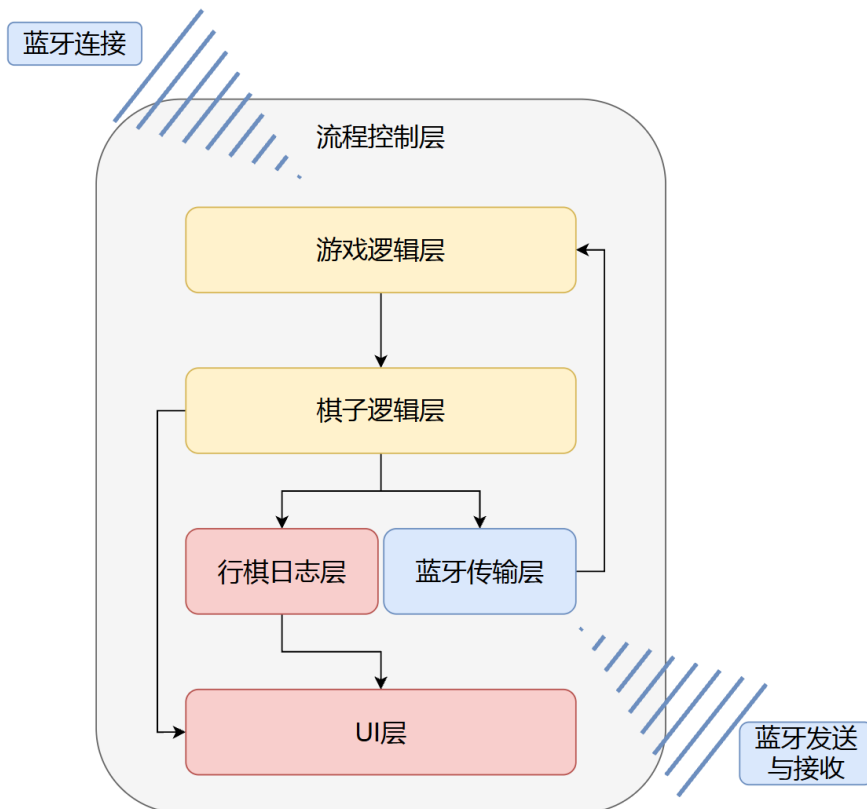 蓝牙连接
流程控制层
游戏逻辑层
棋子逻辑层
行棋日志层
蓝牙传输层
UI层
蓝牙发送
与接收